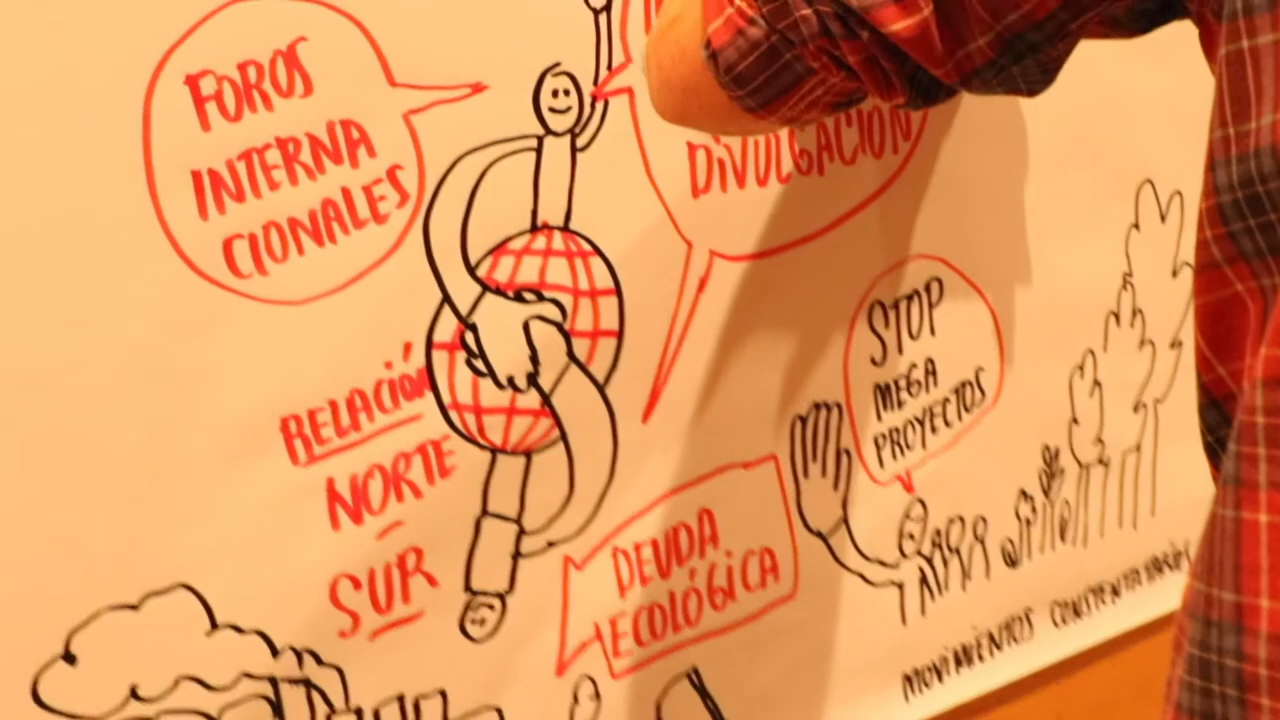 FOROS
INTERNA
CIONALES
DIVULGACIÓN
STOP
MEGA
PROYECTOS
RELACIÓN
NORTE
SUR
DEUDA
ECOLÓGICA
MOVIMIENTOS